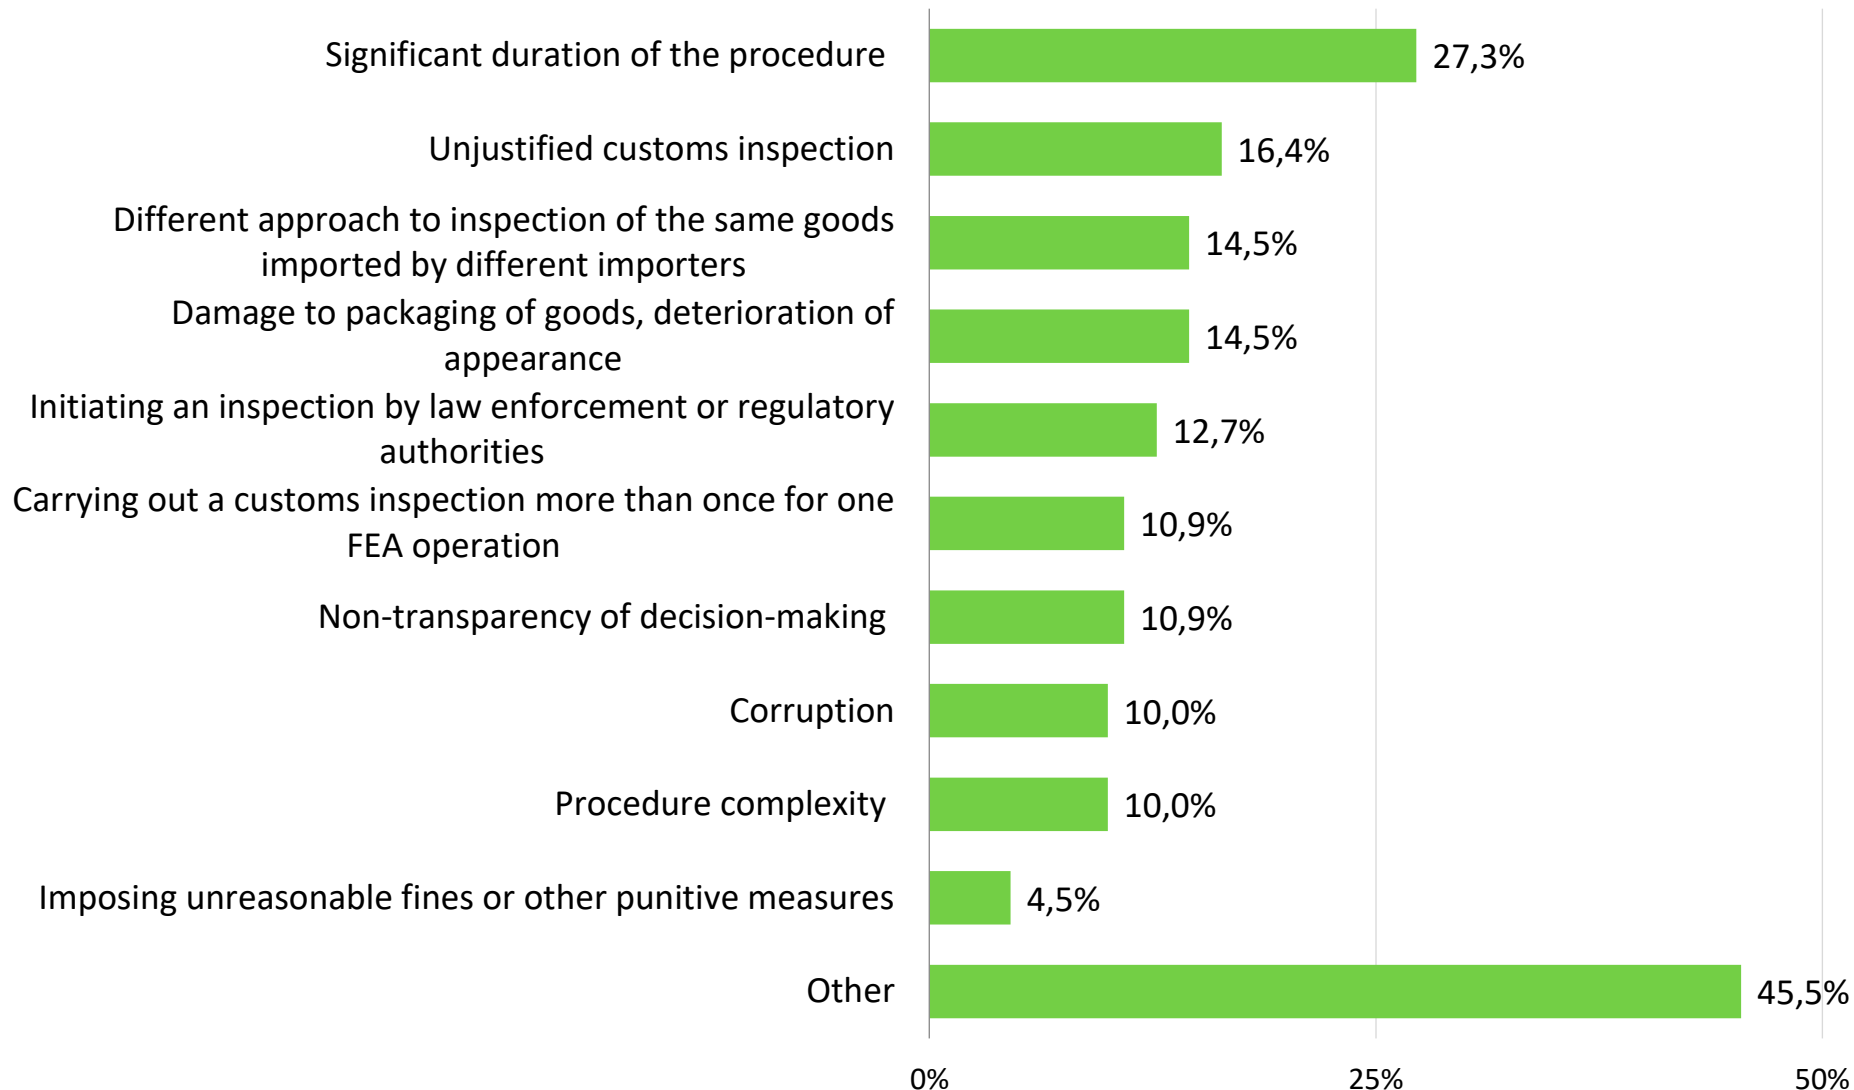 Significant duration of the procedure
27,3%
Unjustified customs inspection
16,4%
Different approach to inspection of the same goods
imported by different importers
14,5%
Damage to packaging of goods, deterioration of
appearance
14,5%
Initiating an inspection by law enforcement or regulatory
authorities
12,7%
Carrying out a customs inspection more than once for one
FEA operation
10,9%
Non-transparency of decision-making
10,9%
Corruption
10,0%
Procedure complexity
10,0%
Imposing unreasonable fines or other punitive measures
4,5%
Other
45,5%
0%
25%
50%